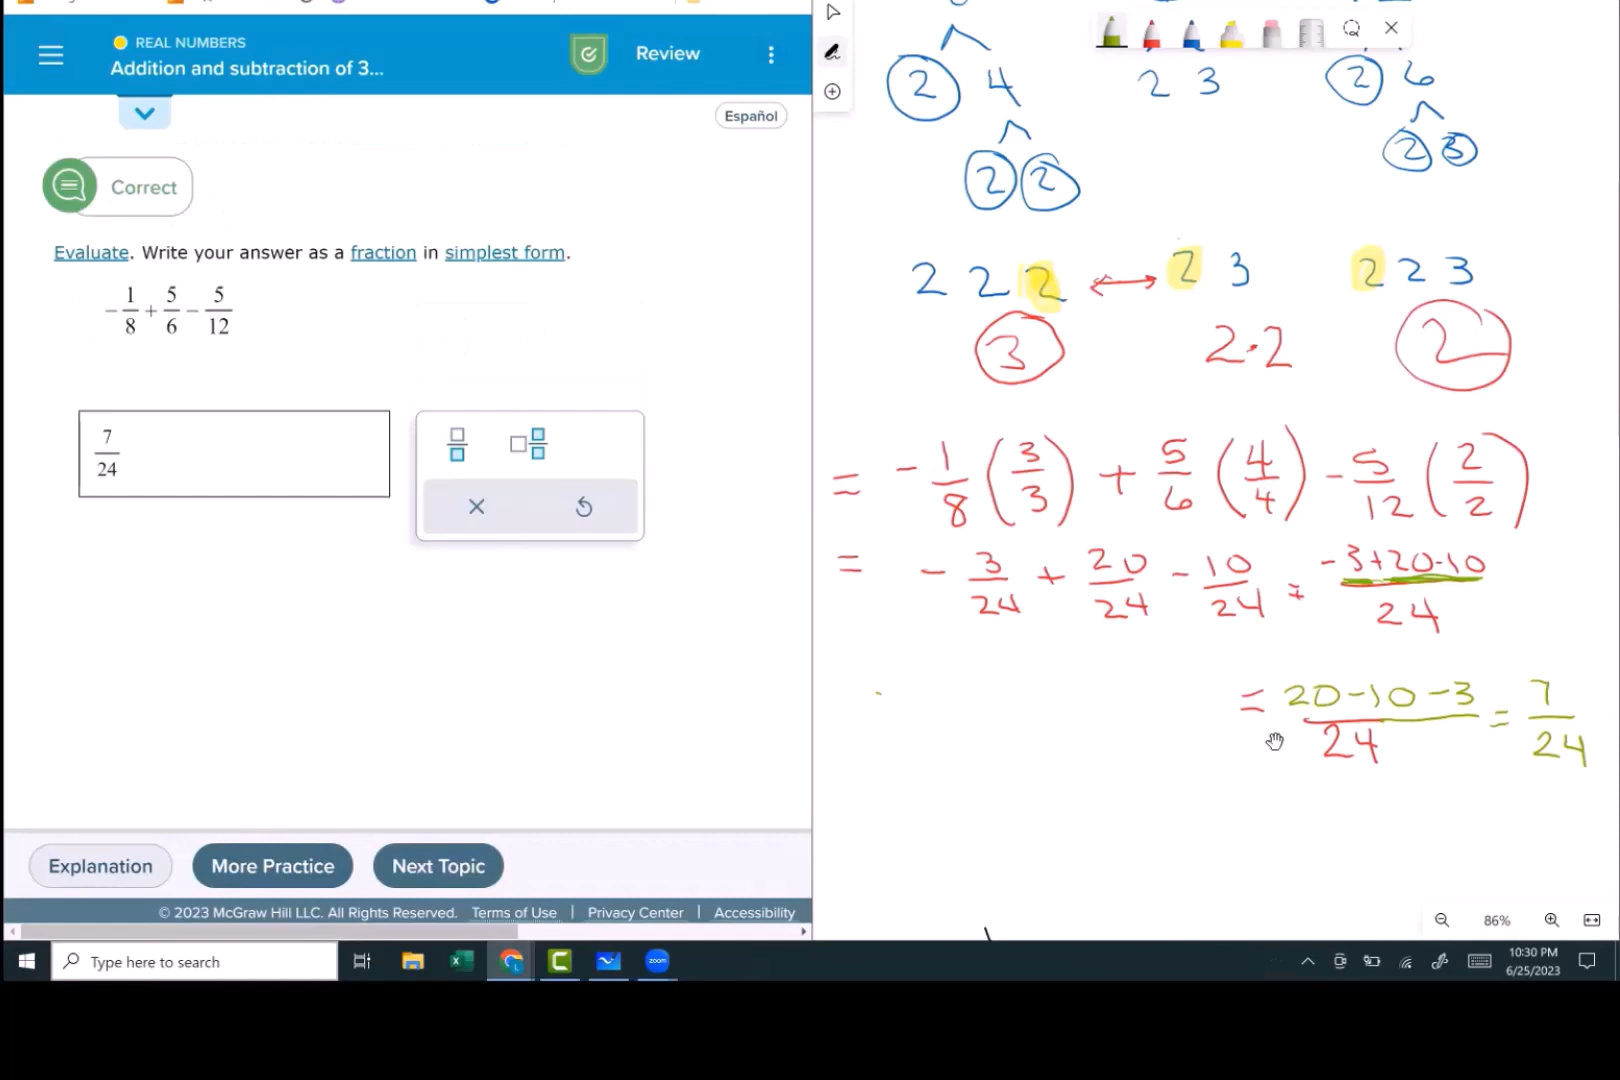 REAL NUMBERS
Addition and subtraction of 3...
Review
Español
Correct
Evaluate. Write your answer as a fraction in simplest form.
- 1/8 + 5/6 - 5/12
7/24
Explanation
More Practice
Next Topic
© 2023 McGraw Hill LLC. All Rights Reserved. Terms of Use | Privacy Center | Accessibility
2 4 2 3 2 6
2 2 2 3
2 2 2 ↔ 2 3 2 2 3
3 2·2 2
= - 1/8 (3/3) + 5/6 (4/4) - 5/12 (2/2)
= - 3/24 + 20/24 - 10/24 = -3+20-10/24
= 20-10-3/24 = 7/24
86%
Type here to search
zoom
10:30 PM
6/25/2023